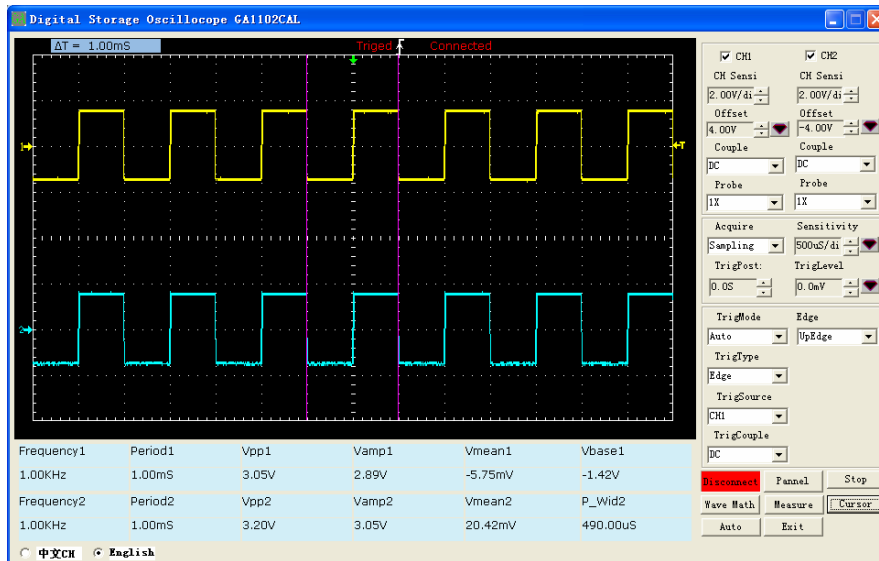 Digital Storage Oscillocope GA1102CAL
ΔT = 1.00mS Triged Connected
1
T
2
CH1 CH2
CH Sensi CH Sensi
2.00V/di 2.00V/di
Offset Offset
4.00V -4.00V
Couple Couple
DC DC
Probe Probe
1X 1X
Acquire Sensitivity
Sampling 500uS/di
TrigPost: TrigLevel
0.0S 0.0mV
TrigMode Edge
Auto UpEdge
TrigType
Edge
TrigSource
CH1
TrigCouple
DC
Disconnect Pannel Stop
Wave Math Measure Cursor
Auto Exit
Frequency1 Period1 Vpp1 Vamp1 Vmean1 Vbase1
1.00KHz 1.00mS 3.05V 2.89V -5.75mV -1.42V
Frequency2 Period2 Vpp2 Vamp2 Vmean2 P_Wid2
1.00KHz 1.00mS 3.20V 3.05V 20.42mV 490.00uS
中文CH English